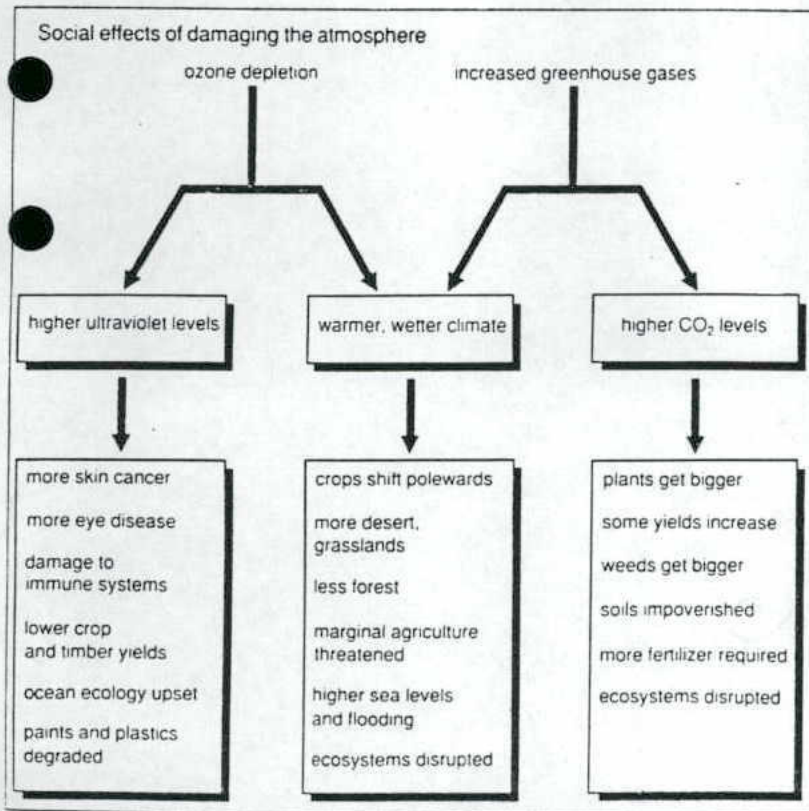 Social effects of damaging the atmosphere
ozone depletion
increased greenhouse gases
higher ultraviolet levels
warmer, wetter climate
higher CO₂ levels
more skin cancer
more eye disease
damage to
immune systems
lower crop
and timber yields
ocean ecology upset
paints and plastics
degraded
crops shift polewards
more desert,
grasslands
less forest
marginal agriculture
threatened
higher sea levels
and flooding
ecosystems disrupted
plants get bigger
some yields increase
weeds get bigger
soils impoverished
more fertilizer required
ecosystems disrupted